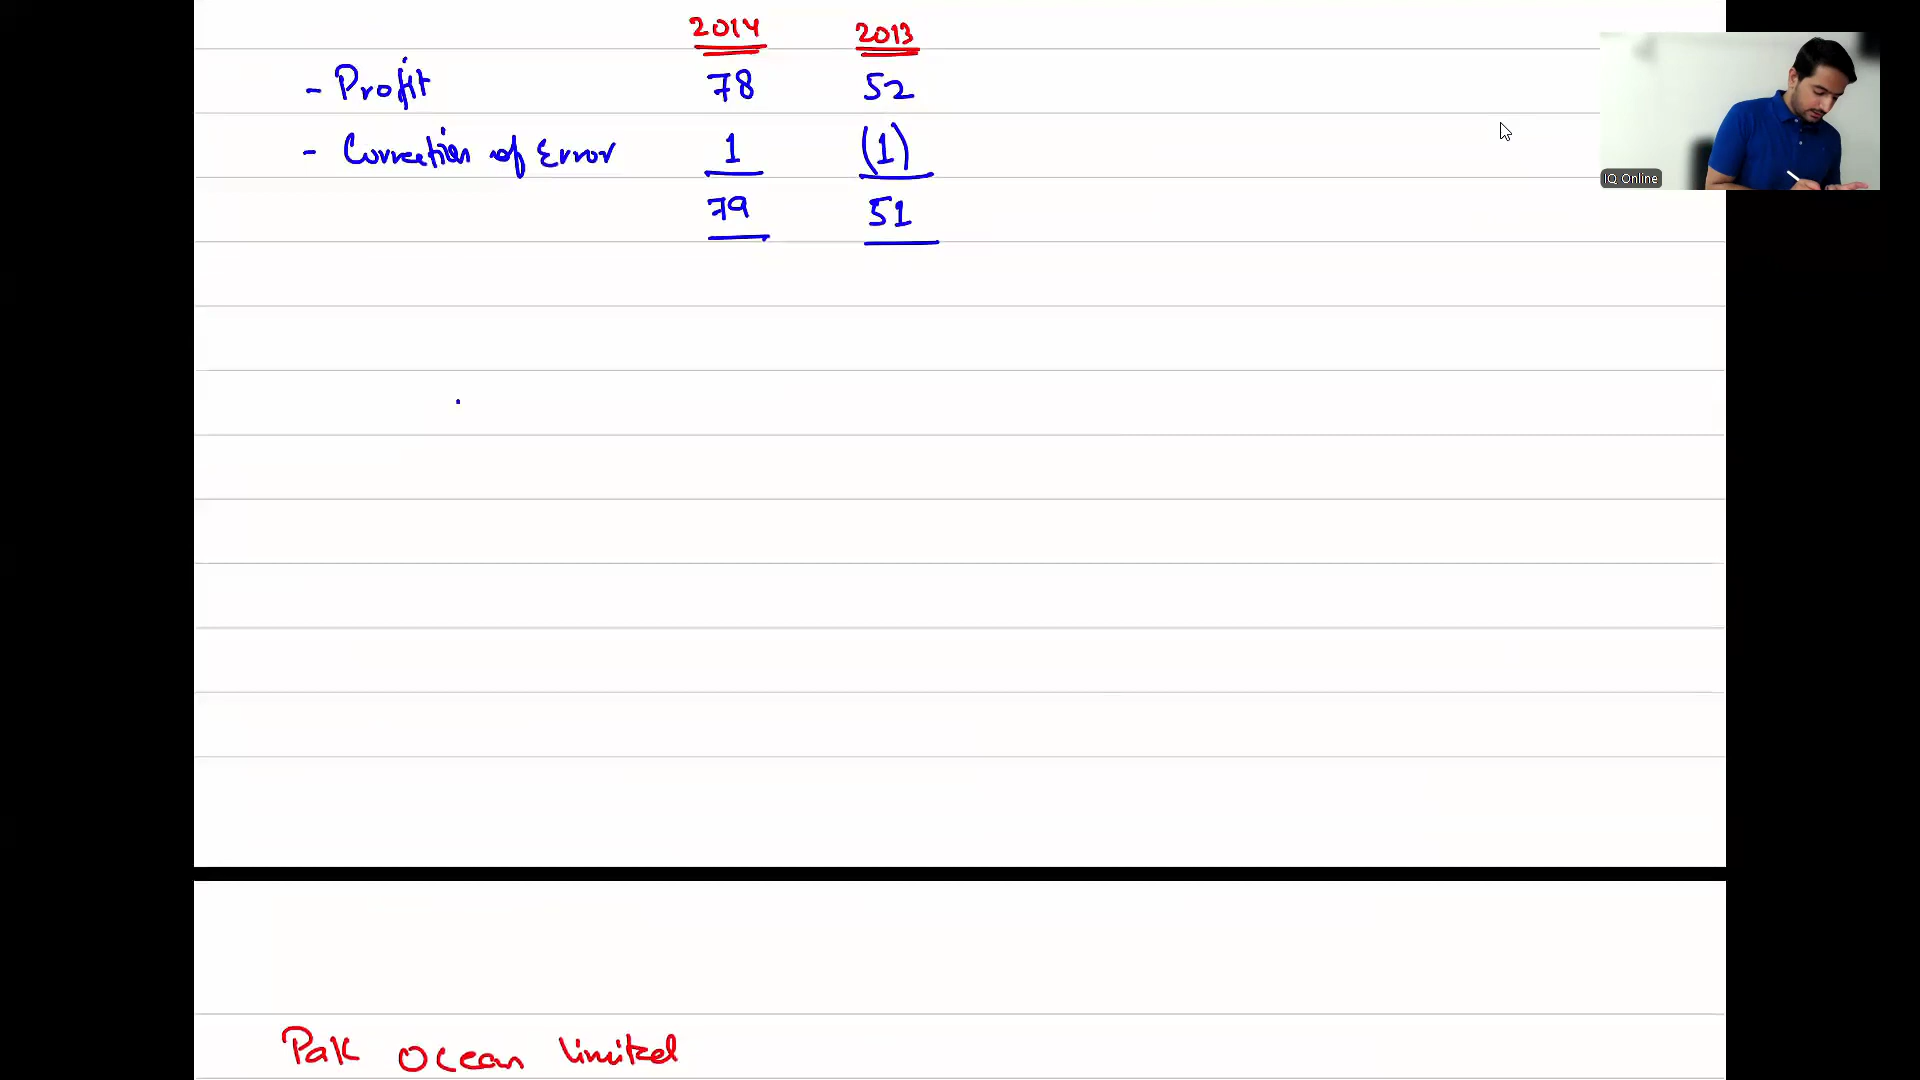 2014 2013
- Profit 78 52
- Correction of Error 1 (1)
79 51
IQ Online
Pak Ocean limited